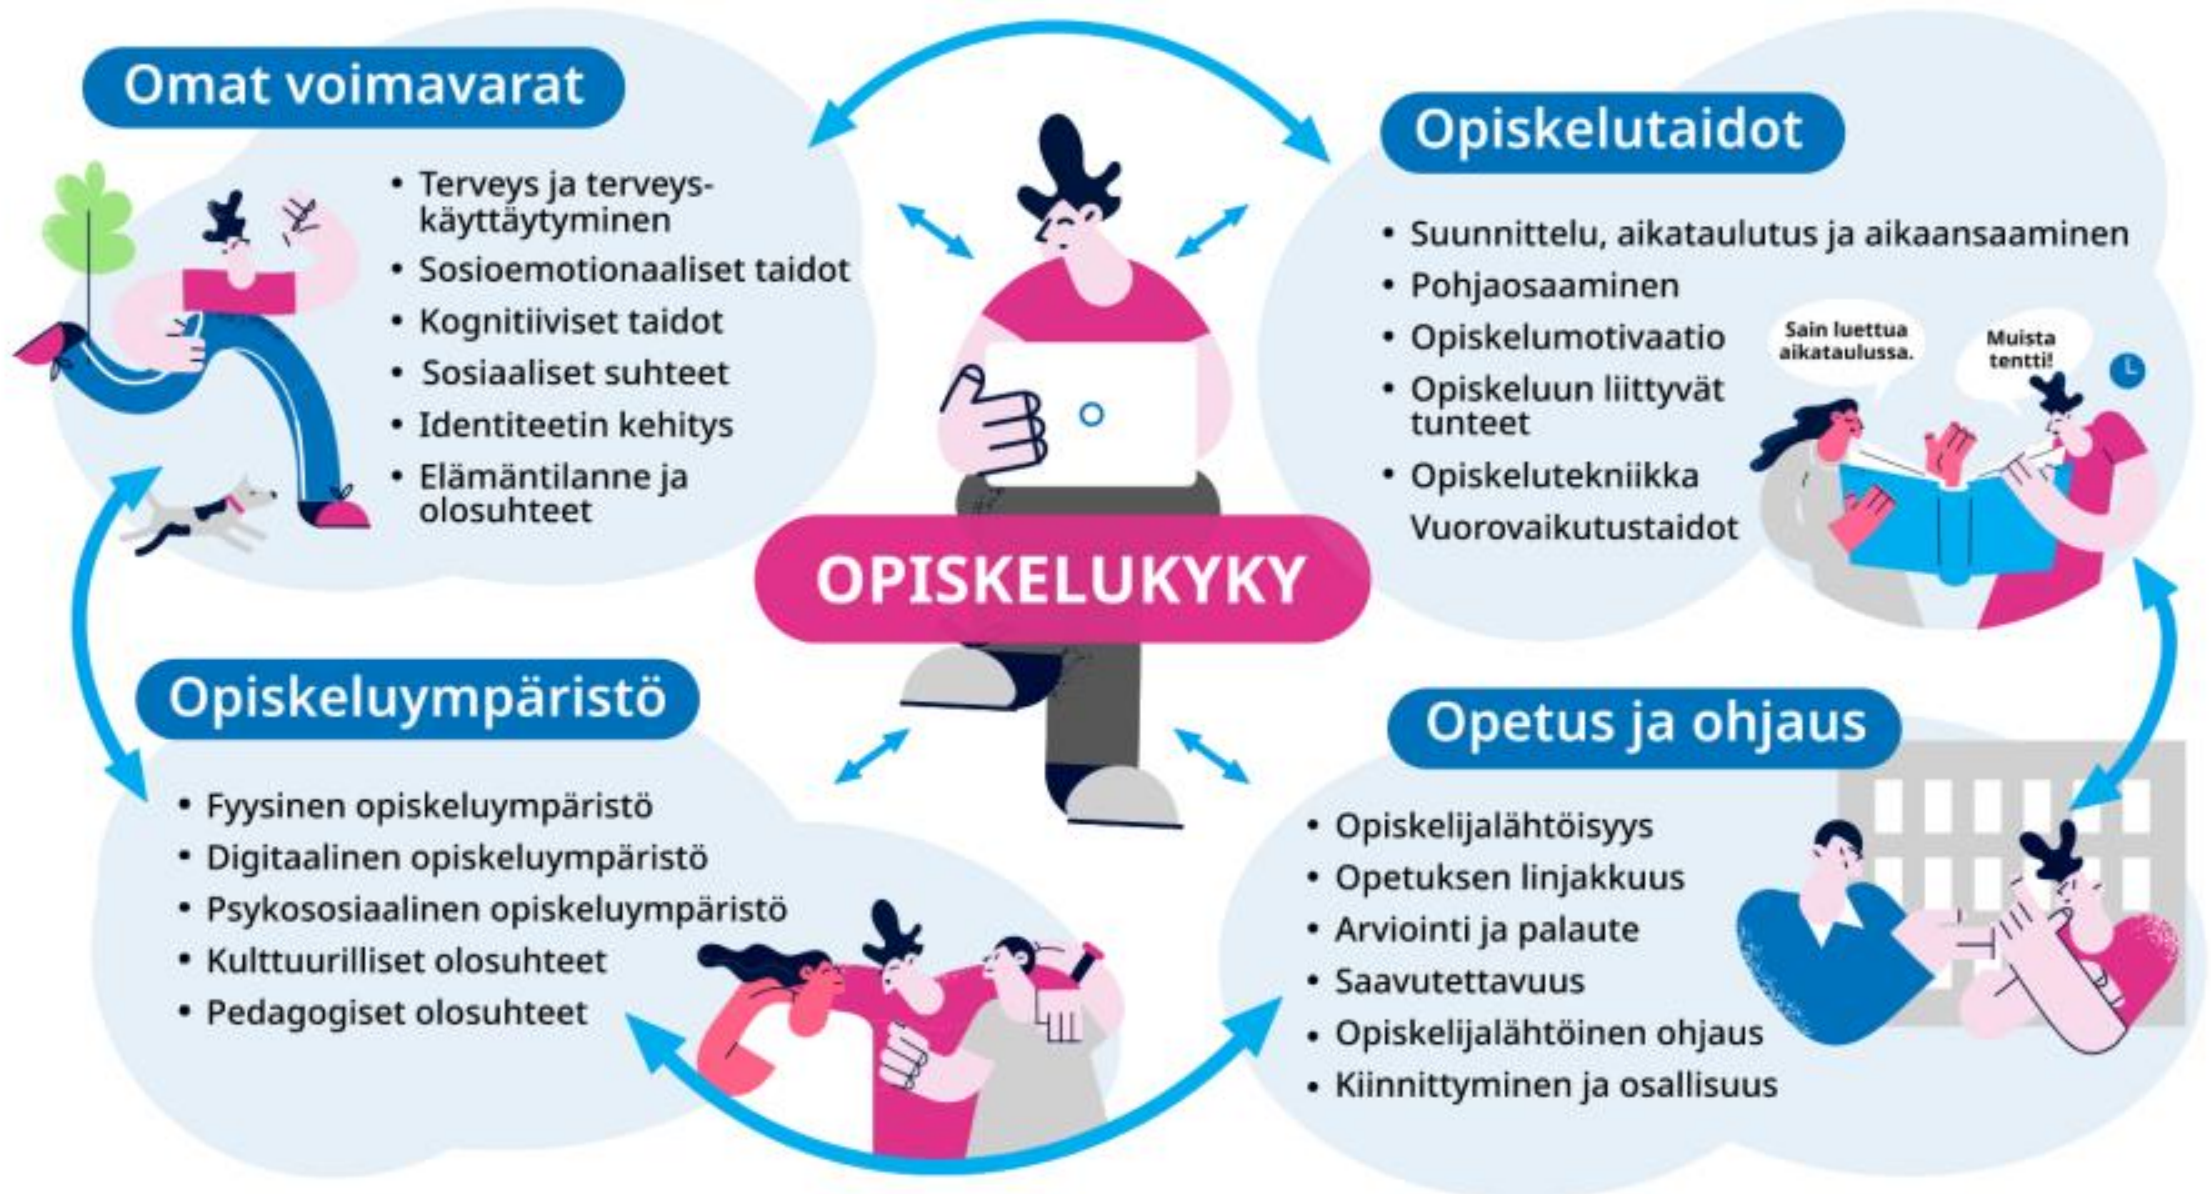 Omat voimavarat
• Terveys ja terveys-
käyttäytyminen
• Sosioemotionaaliset taidot
• Kognitiiviset taidot
• Sosiaaliset suhteet
• Identiteetin kehitys
• Elämäntilanne ja
olosuhteet
Opiskelutaidot
• Suunnittelu, aikataulutus ja aikaansaaminen
• Pohjaosaaminen
• Opiskelumotivaatio
• Opiskeluun liittyvät
tunteet
• Opiskelutekniikka
Vuorovaikutustaidot
Sain luettua
aikataulussa.
Muista
tentti!
OPISKELUKYKY
Opiskeluympäristö
• Fyysinen opiskeluympäristö
• Digitaalinen opiskeluympäristö
• Psykososiaalinen opiskeluympäristö
• Kulttuurilliset olosuhteet
• Pedagogiset olosuhteet
Opetus ja ohjaus
• Opiskelijalähtöisyys
• Opetuksen linjakkuus
• Arviointi ja palaute
• Saavutettavuus
• Opiskelijalähtöinen ohjaus
• Kiinnittyminen ja osallisuus